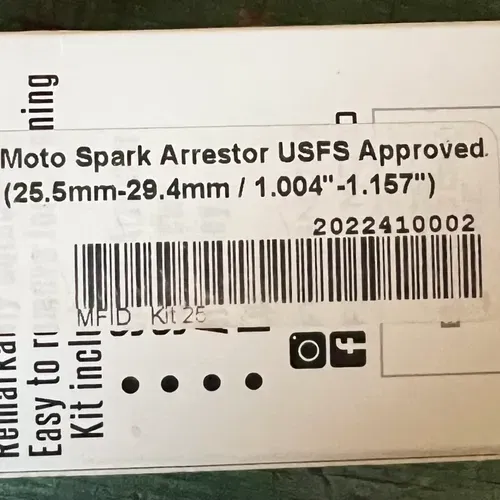 Moto Spark Arrestor USFS Approved.
(25.5mm-29.4mm / 1.004"-1.157")
2022410002
MFID Kit 25
ning
Easy to
Kit incl